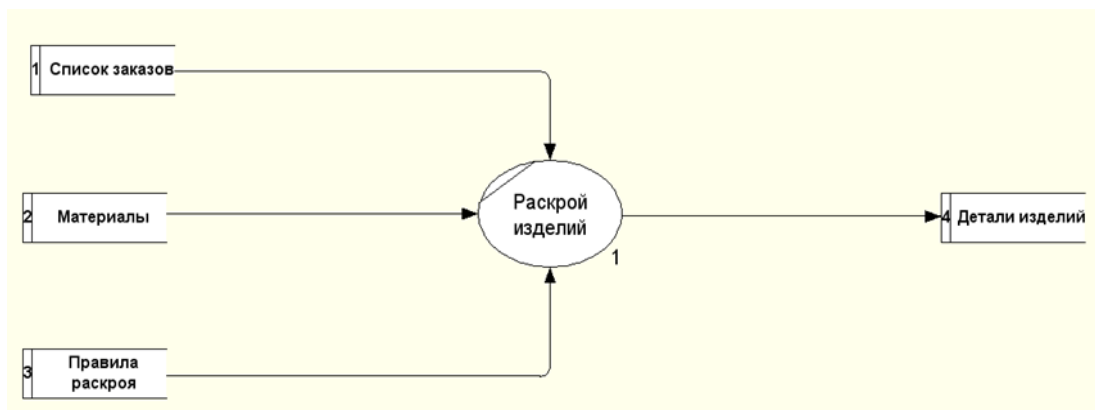 1 Список заказов
2 Материалы
3 Правила
раскроя
Раскрой
изделий
1
4 Детали изделий